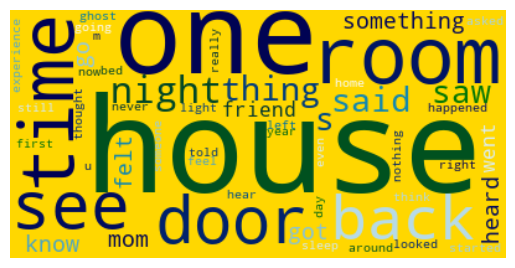 ghost
going
m
one
something
asked
experience
time
now
bed
really
room
so
night
thing
home
said
saw
thought
never
light
friend
s
happened
still
house
first
u
felt
someone
left
year
even
told
feel
nothing
right
went
see
door
hear
day
back
think
heard
know
mom
got
sleep
around
looked
started